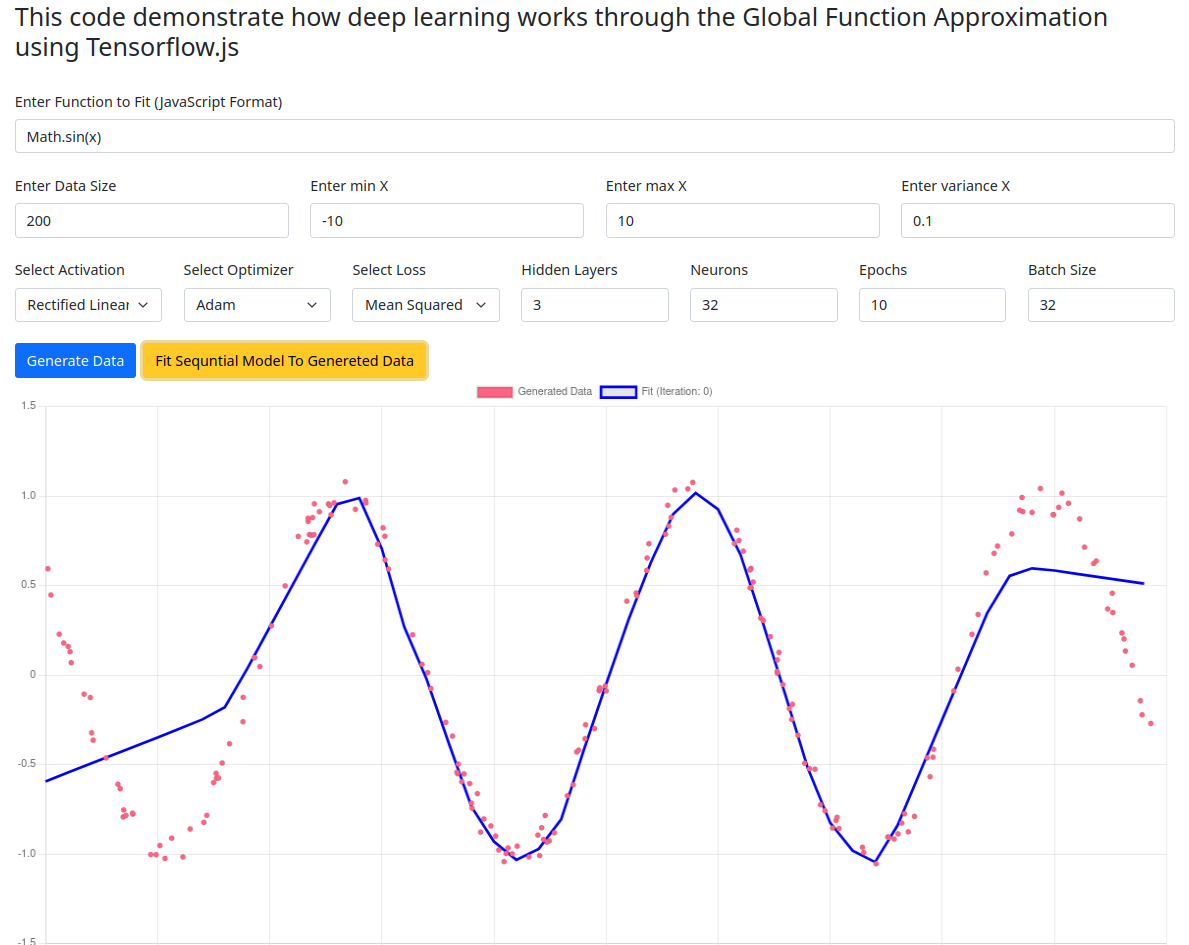 This code demonstrate how deep learning works through the Global Function Approximation
using Tensorflow.js
Enter Function to Fit (JavaScript Format)
Math.sin(x)
Enter Data Size Enter min X Enter max X Enter variance X
200 -10 10 0.1
Select Activation Select Optimizer Select Loss Hidden Layers Neurons Epochs Batch Size
Rectified Linear Adam Mean Squared 3 32 10 32
Generate Data Fit Sequntial Model To Genereted Data
Generated Data Fit (Iteration: 0)
1.5
1.0
0.5
0
-0.5
-1.0
-1.5